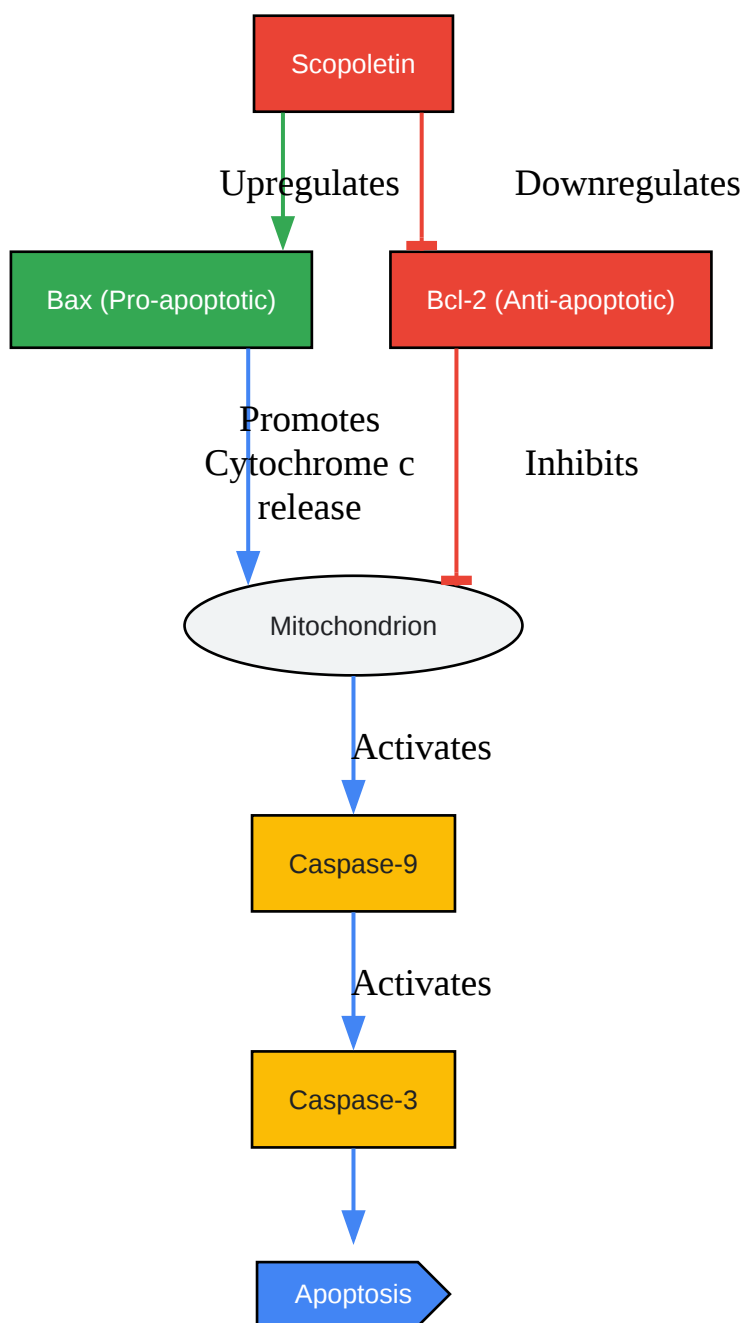 Scopoletin
Upregulates
Downregulates
Bax (Pro-apoptotic)
Bcl-2 (Anti-apoptotic)
Promotes
Cytochrome c
release
Inhibits
Mitochondrion
Activates
Caspase-9
Activates
Caspase-3
Apoptosis